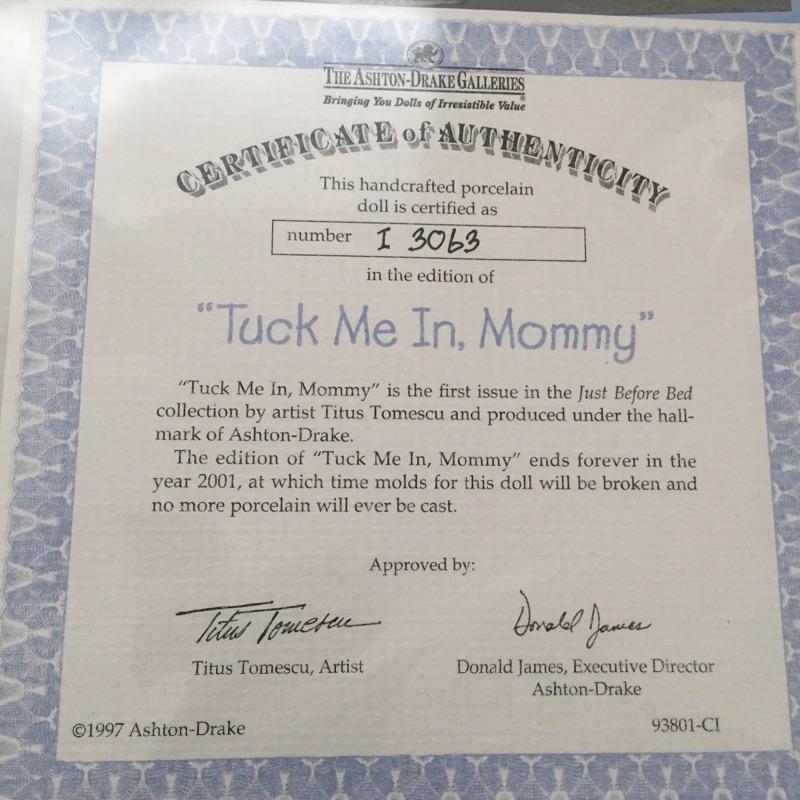 THE ASHTON-DRAKE GALLERIES
Bringing You Dolls of Irresistible Value®
CERTIFICATE of AUTHENTICITY
This handcrafted porcelain
doll is certified as
number I 3063
in the edition of
“Tuck Me In, Mommy”
“Tuck Me In, Mommy” is the first issue in the Just Before Bed
collection by artist Titus Tomescu and produced under the hall-
mark of Ashton-Drake.
The edition of “Tuck Me In, Mommy” ends forever in the
year 2001, at which time molds for this doll will be broken and
no more porcelain will ever be cast.
Approved by:
Titus Tomescu Donald James
Titus Tomescu, Artist Donald James, Executive Director
Ashton-Drake
©1997 Ashton-Drake 93801-CI